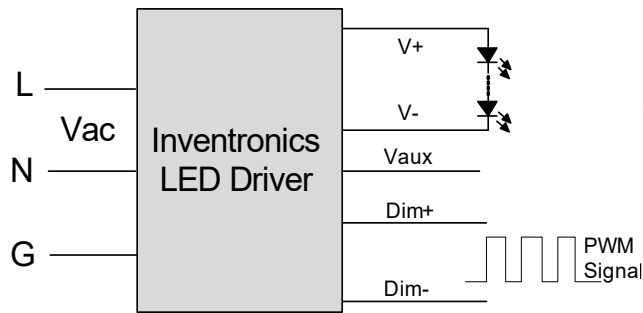 L
Vac
N
G
Inventronics
LED Driver
V+
V-
Vaux
Dim+
Dim-
PWM
Signal